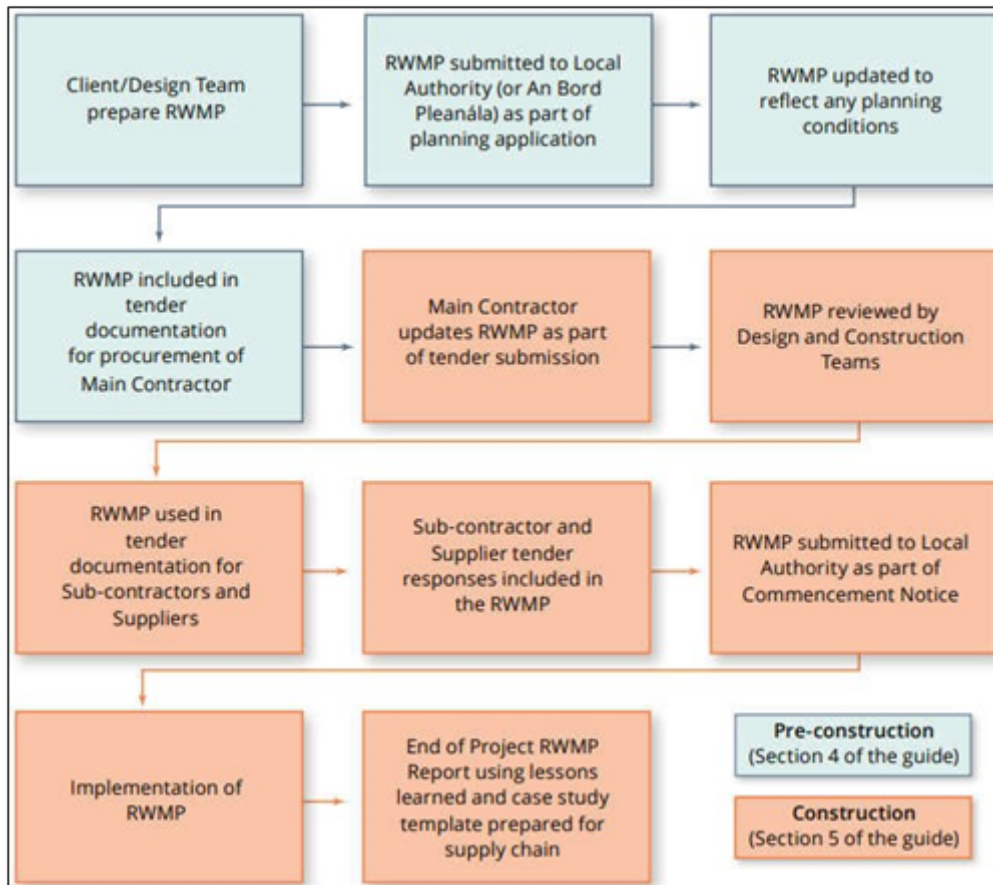 Client/Design Team
prepare RWMP
RWMP submitted to Local
Authority (or An Bord
Pleanála) as part of
planning application
RWMP updated to
reflect any planning
conditions
RWMP included in
tender
documentation
for procurement of
Main Contractor
Main Contractor
updates RWMP as part
of tender submission
RWMP reviewed by
Design and Construction
Teams
RWMP used in
tender
documentation for
Sub-contractors and
Suppliers
Sub-contractor and
Supplier tender
responses included in
the RWMP
RWMP submitted to Local
Authority as part of
Commencement Notice
Implementation of
RWMP
End of Project RWMP
Report using lessons
learned and case study
template prepared for
supply chain
Pre-construction
(Section 4 of the guide)
Construction
(Section 5 of the guide)